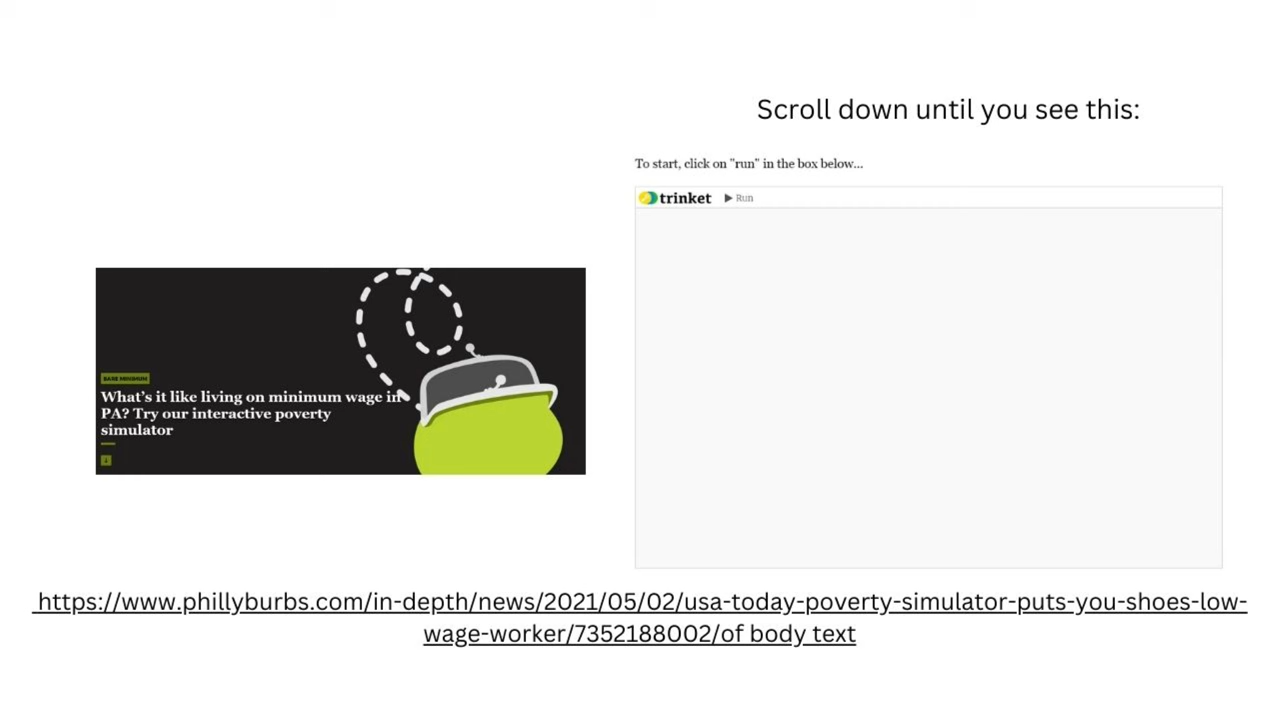 Scroll down until you see this:
To start, click on "run" in the box below...
trinket ▶ Run
BARE MINIMUM
What's it like living on minimum wage in
PA? Try our interactive poverty
simulator
https://www.phillyburbs.com/in-depth/news/2021/05/02/usa-today-poverty-simulator-puts-you-shoes-low-
wage-worker/7352188002/of body text